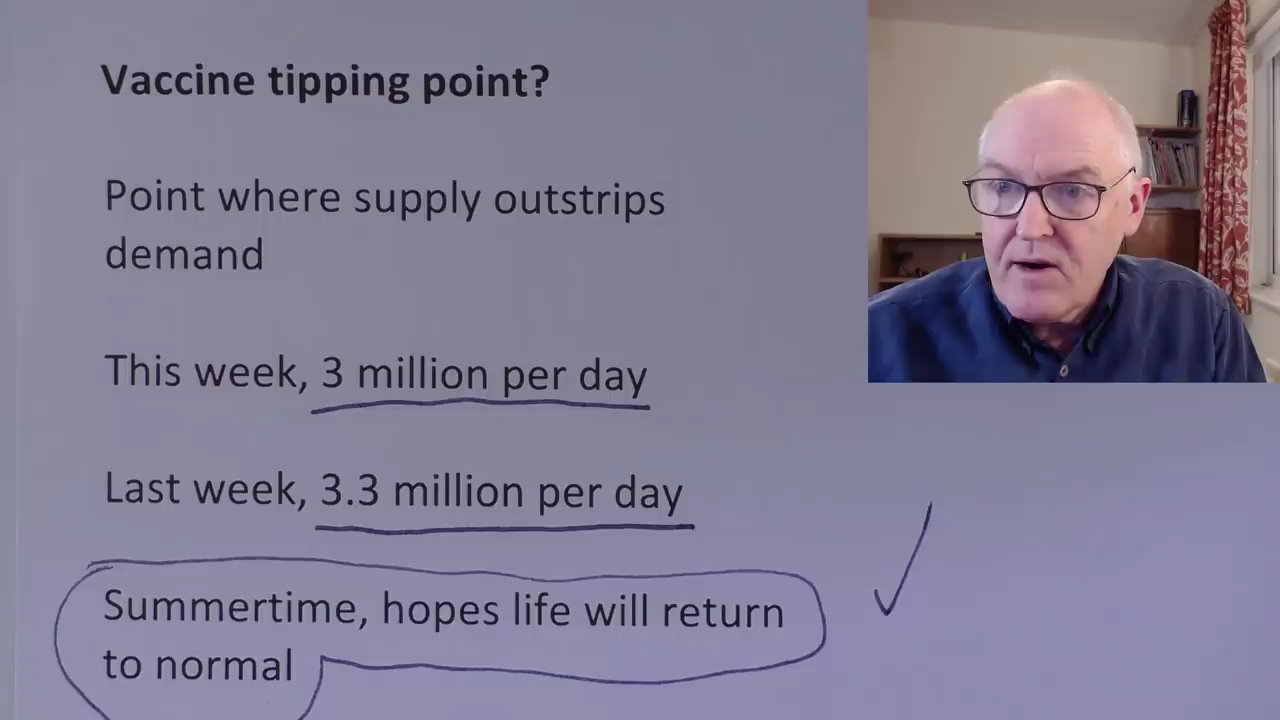 Vaccine tipping point?
Point where supply outstrips
demand
This week, 3 million per day
Last week, 3.3 million per day
Summertime, hopes life will return
to normal